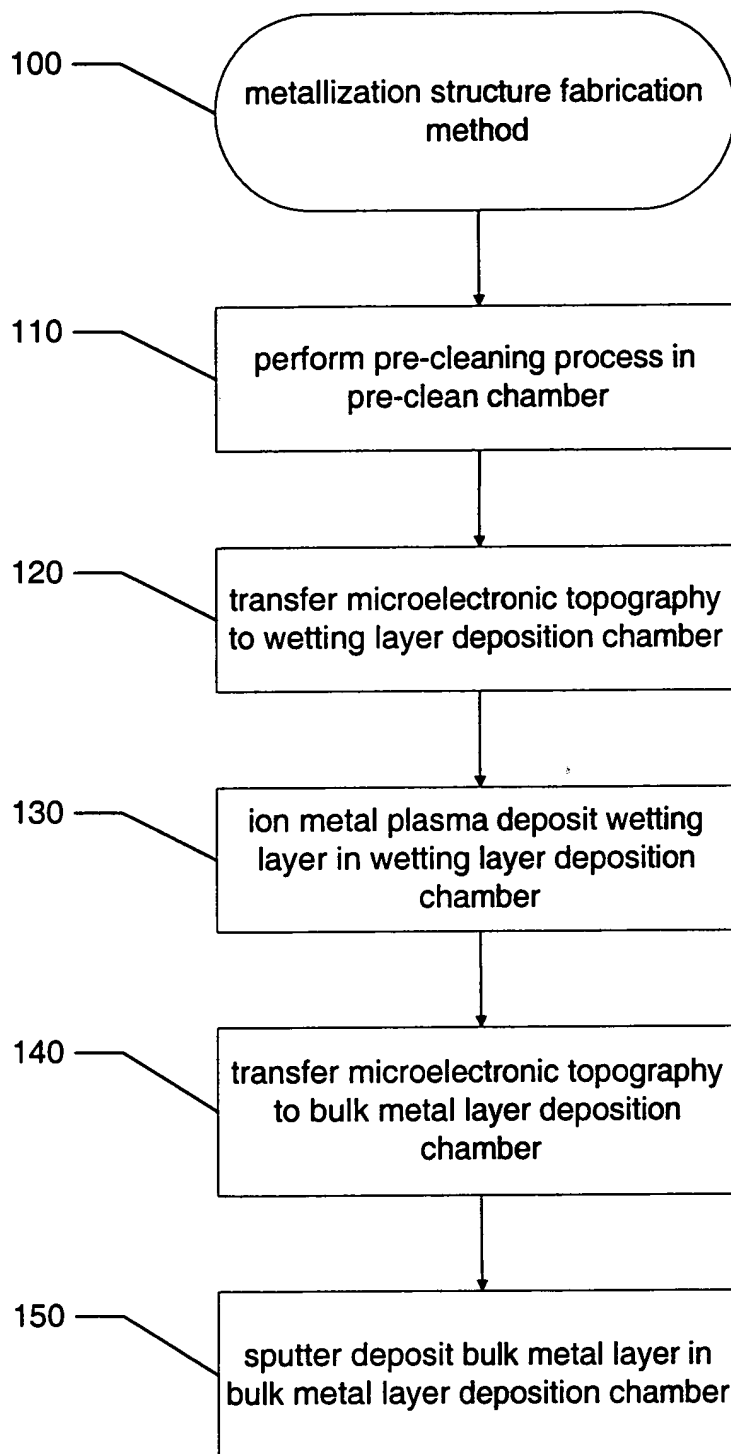 100
metallization structure fabrication
method
110
perform pre-cleaning process in
pre-clean chamber
120
transfer microelectronic topography
to wetting layer deposition chamber
130
ion metal plasma deposit wetting
layer in wetting layer deposition
chamber
140
transfer microelectronic topography
to bulk metal layer deposition
chamber
150
sputter deposit bulk metal layer in
bulk metal layer deposition chamber